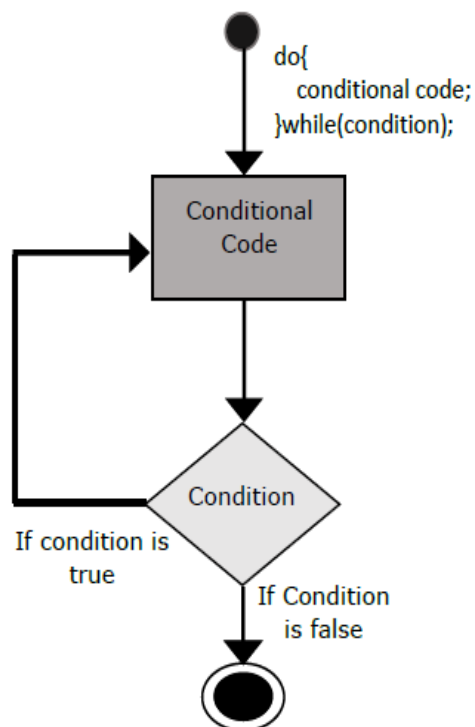 do{
conditional code;
}while(condition);
Conditional
Code
Condition
If condition is
true
If Condition
is false